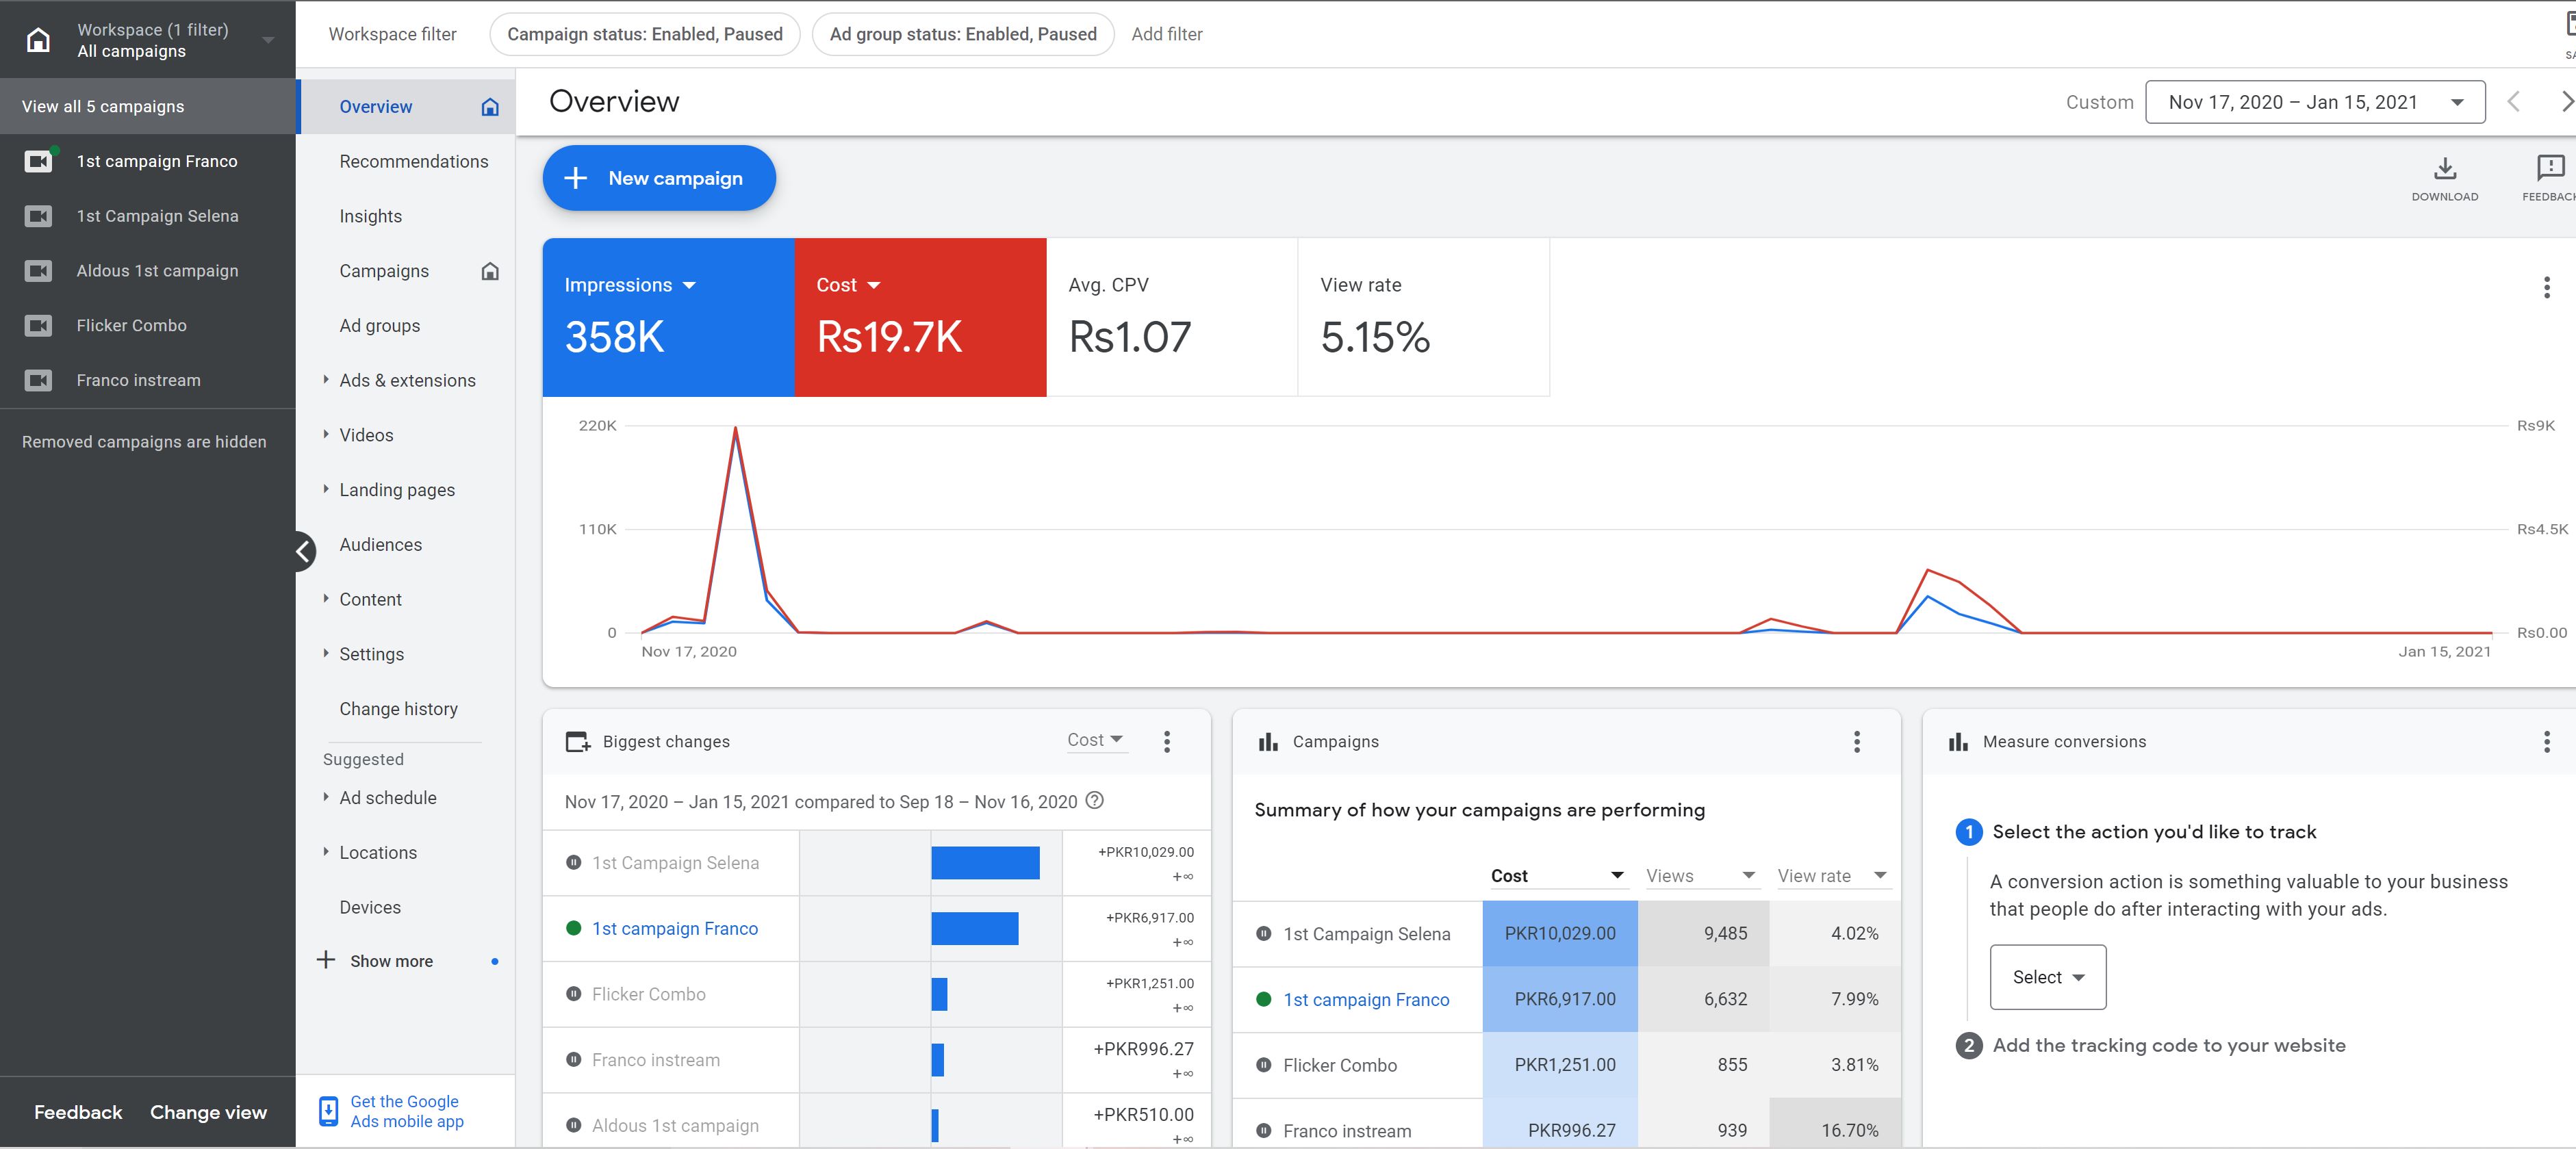 Workspace (1 filter)
All campaigns
View all 5 campaigns
1st campaign Franco
1st Campaign Selena
Aldous 1st campaign
Flicker Combo
Franco instream
Removed campaigns are hidden
Feedback
Change view
Workspace filter
Campaign status: Enabled, Paused
Ad group status: Enabled, Paused
Add filter
Overview
Recommendations
Insights
Campaigns
Ad groups
Ads & extensions
Videos
Landing pages
Audiences
Content
Settings
Change history
Suggested
Ad schedule
Locations
Devices
Show more
Get the Google
Ads mobile app
Overview
Custom
Nov 17, 2020 – Jan 15, 2021
New campaign
DOWNLOAD
FEEDBACK
Impressions
358K
Cost
Rs19.7K
Avg. CPV
Rs1.07
View rate
5.15%
220K
110K
0
Rs9K
Rs4.5K
Rs0.00
Nov 17, 2020
Jan 15, 2021
Biggest changes
Cost
Nov 17, 2020 – Jan 15, 2021 compared to Sep 18 – Nov 16, 2020
1st Campaign Selena
+PKR10,029.00
+∞
1st campaign Franco
+PKR6,917.00
+∞
Flicker Combo
+PKR1,251.00
+∞
Franco instream
+PKR996.27
+∞
Aldous 1st campaign
+PKR510.00
+∞
Campaigns
Summary of how your campaigns are performing
Cost Views View rate
1st Campaign Selena PKR10,029.00 9,485 4.02%
1st campaign Franco PKR6,917.00 6,632 7.99%
Flicker Combo PKR1,251.00 855 3.81%
Franco instream PKR996.27 939 16.70%
Measure conversions
1 Select the action you'd like to track
A conversion action is something valuable to your business
that people do after interacting with your ads.
Select
2 Add the tracking code to your website